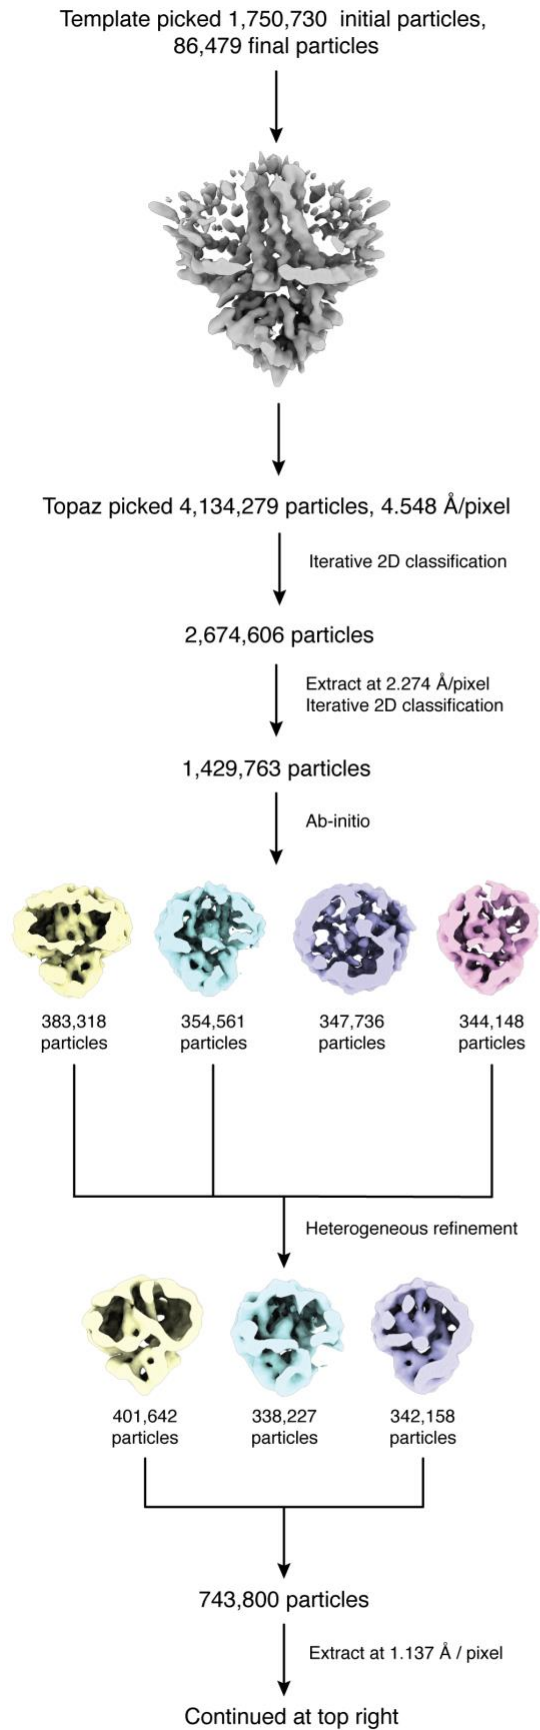 Template picked 1,750,730 initial particles,
86,479 final particles
Topaz picked 4,134,279 particles, 4.548 Å/pixel
Iterative 2D classification
2,674,606 particles
Extract at 2.274 Å/pixel
Iterative 2D classification
1,429,763 particles
Ab-initio
383,318
particles
354,561
particles
347,736
particles
344,148
particles
Heterogeneous refinement
401,642
particles
338,227
particles
342,158
particles
743,800 particles
Extract at 1.137 Å / pixel
Continued at top right